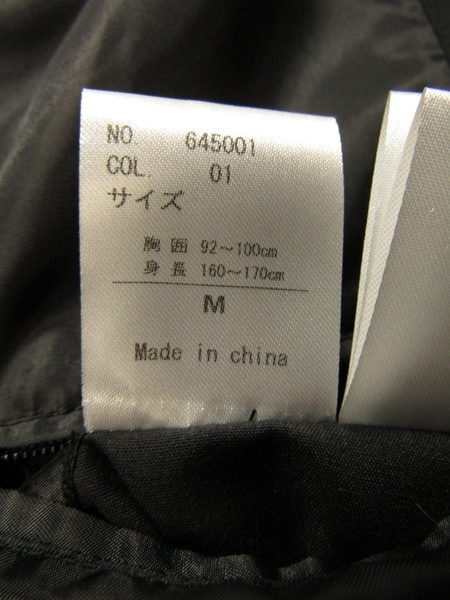 NO. 645001
COL. 01
サイズ
胸囲 92～100cm
身長 160～170cm
M
Made in china